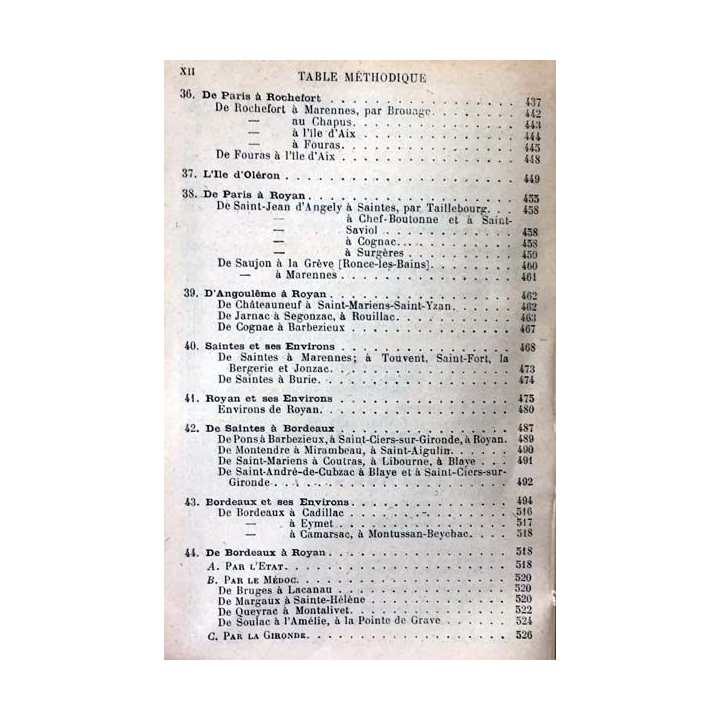 XII
TABLE MÉTHODIQUE
36. De Paris à Rochefort . . . . . . . . . . . . . . . . . 437
De Rochefort à Marennes, par Brouage. . . . . . . . 442
— au Chapus. . . . . . . . . . . . . . 443
— à l'île d'Aix . . . . . . . . . . . . . 444
— à Fouras. . . . . . . . . . . . . . . 445
De Fouras à l'île d'Aix . . . . . . . . . . . . . . . . 448
37. L'Ile d'Oléron . . . . . . . . . . . . . . . . . . . . 449
38. De Paris à Royan. . . . . . . . . . . . . . . . . . . 455
De Saint-Jean d'Angely à Saintes, par Taillebourg. . . 458
— à Chef-Boutonne et à Saint-
Saviol . . . . . . . . . . 458
— à Cognac. . . . . . . . . . . 458
— à Surgères . . . . . . . . . . 459
De Saujon à la Grève [Ronce-les-Bains]. . . . . . . . 460
— à Marennes . . . . . . . . . . . . . . . . . 461
39. D'Angoulême à Royan. . . . . . . . . . . . . . . . . 462
De Châteauneuf à Saint-Mariens-Saint-Yzan. . . . . . 462
De Jarnac à Segonzac, à Rouillac. . . . . . . . . . . 463
De Cognac à Barbezieux . . . . . . . . . . . . . . . 467
40. Saintes et ses Environs . . . . . . . . . . . . . . . . 468
De Saintes à Marennes; à Touvent, Saint-Fort, la
Bergerie et Jonzac. . . . . . . . . . . . . . . . . 473
De Saintes à Burie. . . . . . . . . . . . . . . . . . 474
41. Royan et ses Environs . . . . . . . . . . . . . . . . 475
Environs de Royan. . . . . . . . . . . . . . . . . . 480
42. De Saintes à Bordeaux . . . . . . . . . . . . . . . . 487
De Pons à Barbezieux, à Saint-Ciers-sur-Gironde, à Royan. 489
De Montendre à Mirambeau, à Saint-Aigulin. . . . . . 490
De Saint-Mariens à Coutras, à Libourne, à Blaye . . . 491
De Saint-André-de-Cubzac à Blaye et à Saint-Ciers-sur-
Gironde . . . . . . . . . . . . . . . . . . . . . 492
43. Bordeaux et ses Environs . . . . . . . . . . . . . . . 494
De Bordeaux à Cadillac . . . . . . . . . . . . . . . 516
— à Eymet . . . . . . . . . . . . . . . . 517
— à Camarsac, à Montussan-Beychac. . . . 518
44. De Bordeaux à Royan. . . . . . . . . . . . . . . . . 518
A. PAR L'ETAT. . . . . . . . . . . . . . . . . . . . . 518
B. PAR LE MÉDOC. . . . . . . . . . . . . . . . . . . . 520
De Bruges à Lacanau . . . . . . . . . . . . . . . . 520
De Margaux à Sainte-Hélène . . . . . . . . . . . . . 520
De Queyrac à Montalivet. . . . . . . . . . . . . . . 522
De Soulac à l'Amélie, à la Pointe de Grave . . . . . 524
C. PAR LA GIRONDE. . . . . . . . . . . . . . . . . . . 526